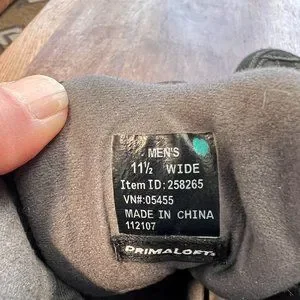 MEN'S
11½ WIDE
Item ID: 258265
VN#: 05455
MADE IN CHINA
112107
PRIMALOFT®